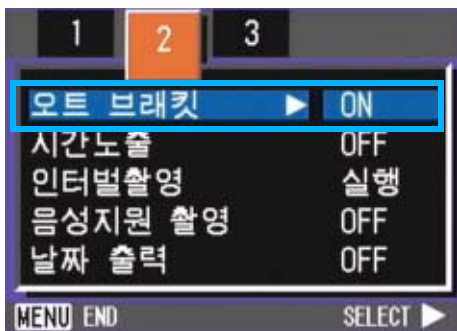 1 2 3
오트 브래킷 ▶ ON
시간노출 OFF
인터벌촬영 실행
음성지원 촬영 OFF
날짜 출력 OFF
MENU END SELECT ▶